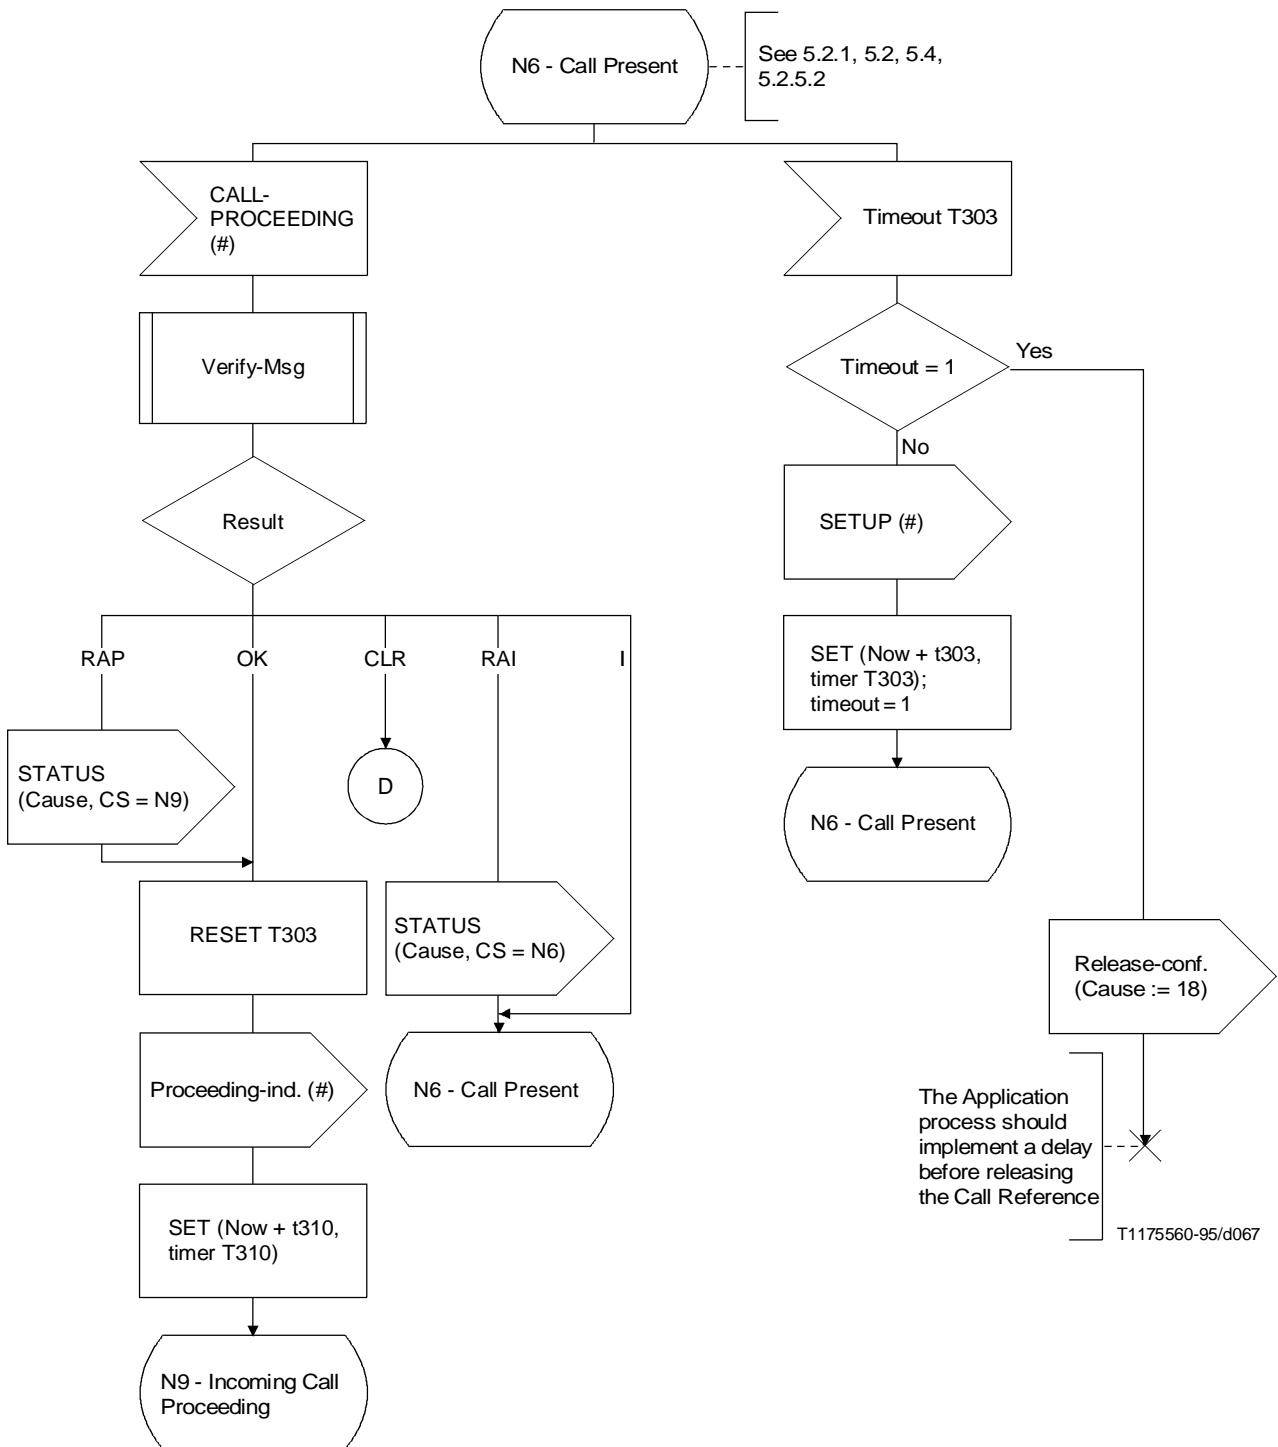 N6 - Call Present
See 5.2.1, 5.2, 5.4,
5.2.5.2
CALL-
PROCEEDING
(#)
Timeout T303
Verify-Msg
Timeout = 1
Yes
No
Result
SETUP (#)
RAP
OK
CLR
RAI
I
SET (Now + t303,
timer T303);
timeout = 1
STATUS
(Cause, CS = N9)
D
N6 - Call Present
RESET T303
STATUS
(Cause, CS = N6)
Release-conf.
(Cause := 18)
Proceeding-ind. (#)
N6 - Call Present
The Application
process should
implement a delay
before releasing
the Call Reference
SET (Now + t310,
timer T310)
T1175560-95/d067
N9 - Incoming Call
Proceeding